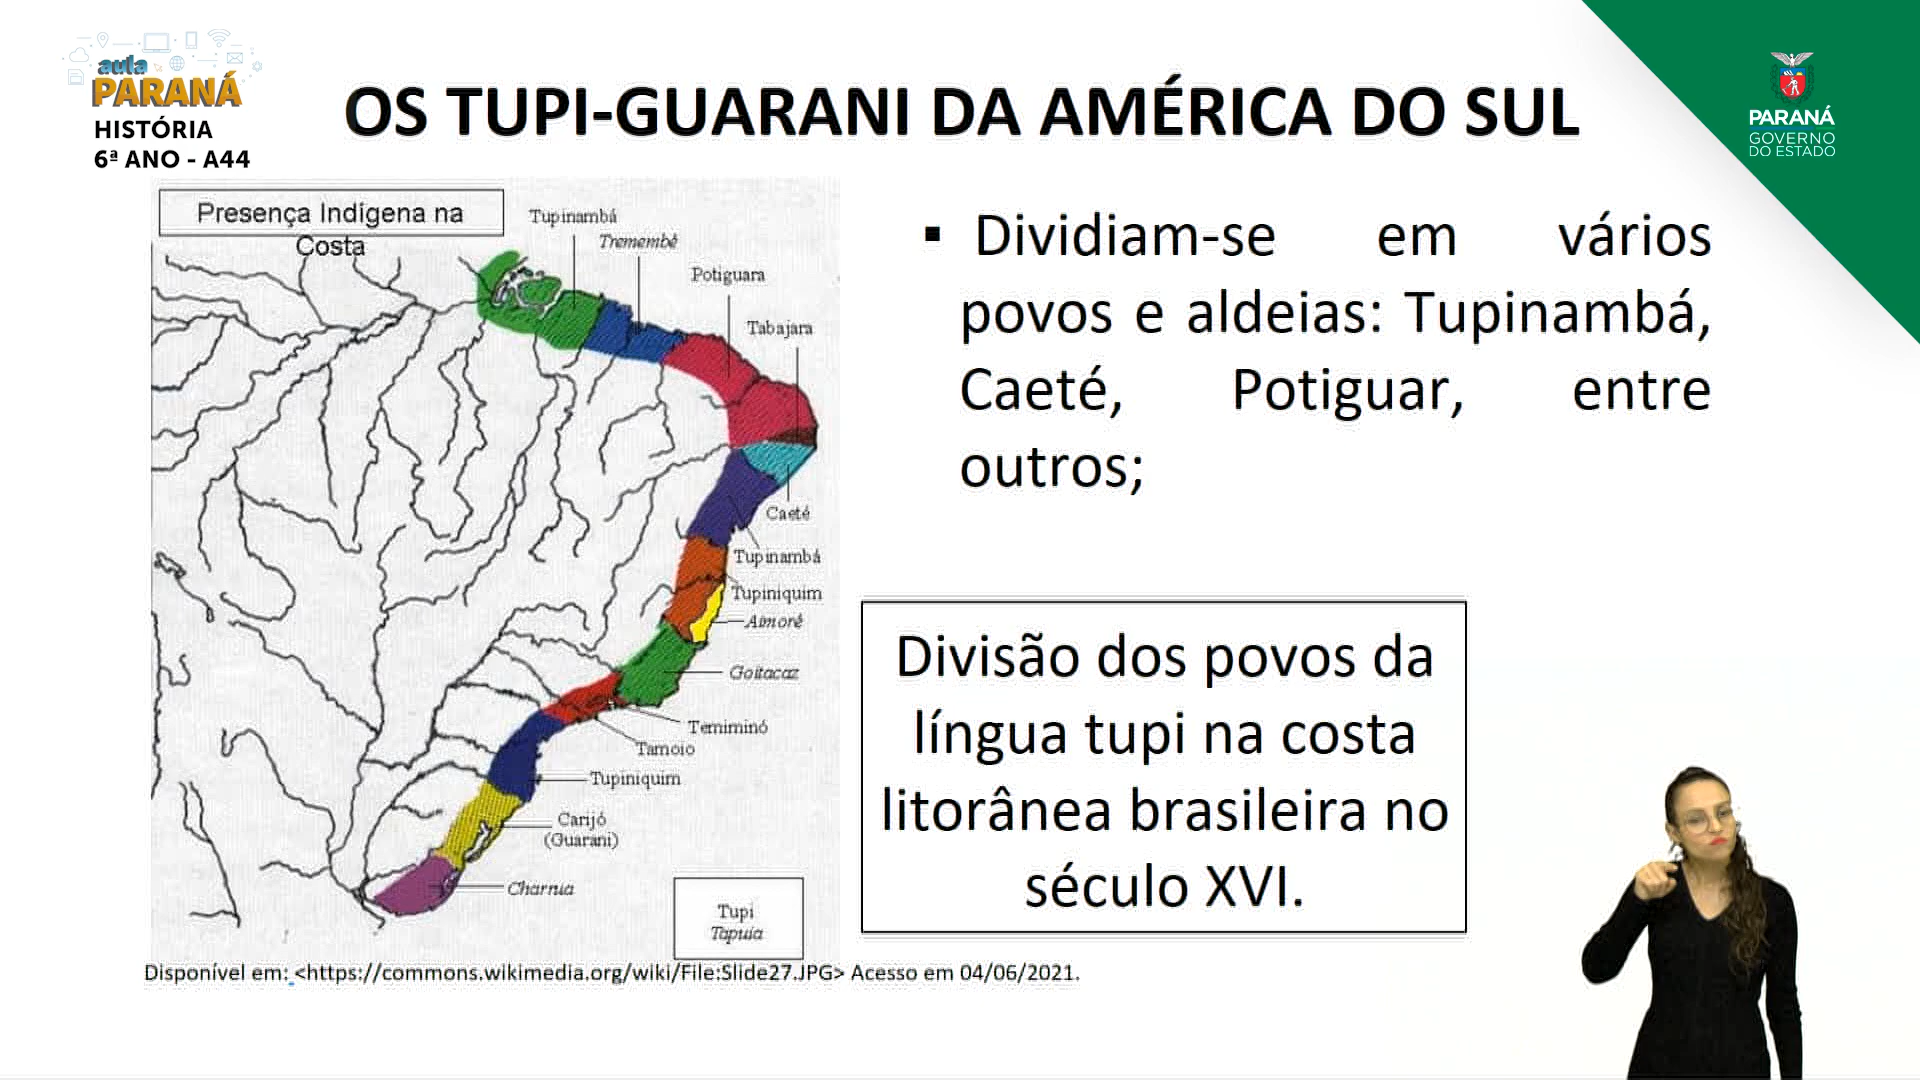 aula
PARANÁ
HISTÓRIA
6ª ANO - A44
OS TUPI-GUARANI DA AMÉRICA DO SUL
PARANÁ
GOVERNO
DO ESTADO
Presença Indígena na
Costa
Tupinambá
Tremembé
Potiguara
Tabajara
Caeté
Tupinambá
Tupiniquim
Aimoré
Goitacaz
Temiminó
Tamoio
Tupiniquim
Carijó
(Guarani)
Charrua
Tupi
Tapuia
▪ Dividiam-se em vários
povos e aldeias: Tupinambá,
Caeté, Potiguar, entre
outros;
Divisão dos povos da
língua tupi na costa
litorânea brasileira no
século XVI.
Disponível em: <https://commons.wikimedia.org/wiki/File:Slide27.JPG> Acesso em 04/06/2021.